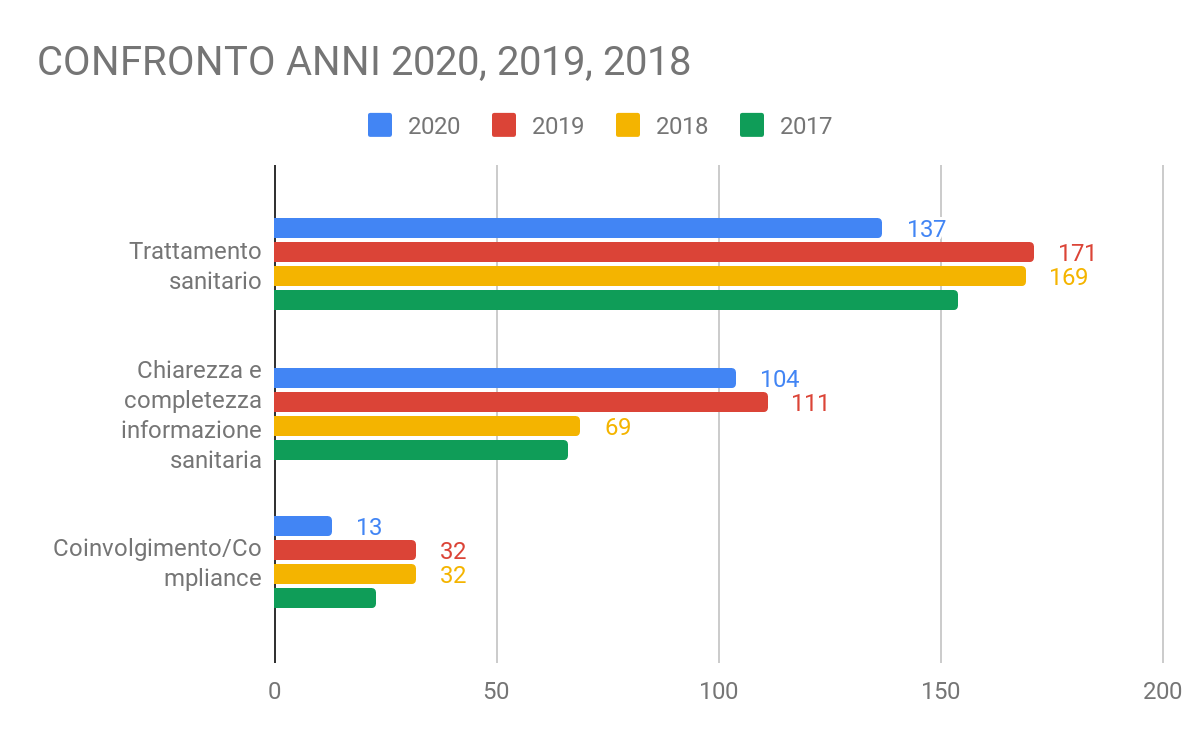 CONFRONTO ANNI 2020, 2019, 2018
2020 2019 2018 2017
Trattamento
sanitario
137
171
169
Chiarezza e
completezza
informazione
sanitaria
104
111
69
Coinvolgimento/Co
mpliance
13
32
32
0 50 100 150 200